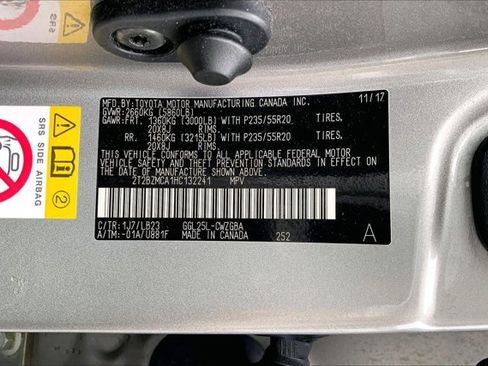 MFD.BY:TOYOTA MOTOR MANUFACTURING CANADA INC. 11/17
GVWR:2660KG (5860LB)
GAWR:FRT. 1360KG (3000LB) WITH P235/55R20 TIRES,
20X8J RIMS,
RR. 1460KG (3215LB) WITH P235/55R20 TIRES,
20X8J RIMS,
THIS VEHICLE CONFORMS TO ALL APPLICABLE FEDERAL MOTOR
VEHICLE SAFETY AND THEFT PREVENTION STANDARDS IN EFFECT
ON THE DATE OF MANUFACTURE SHOWN ABOVE.
2T2BZMCA1HC132241 MPV
C/TR:1J7/LB23 GGL25L-CWZGBA
A/TM:-01A/U881F 252 A
SRS SIDE AIRBAG
2